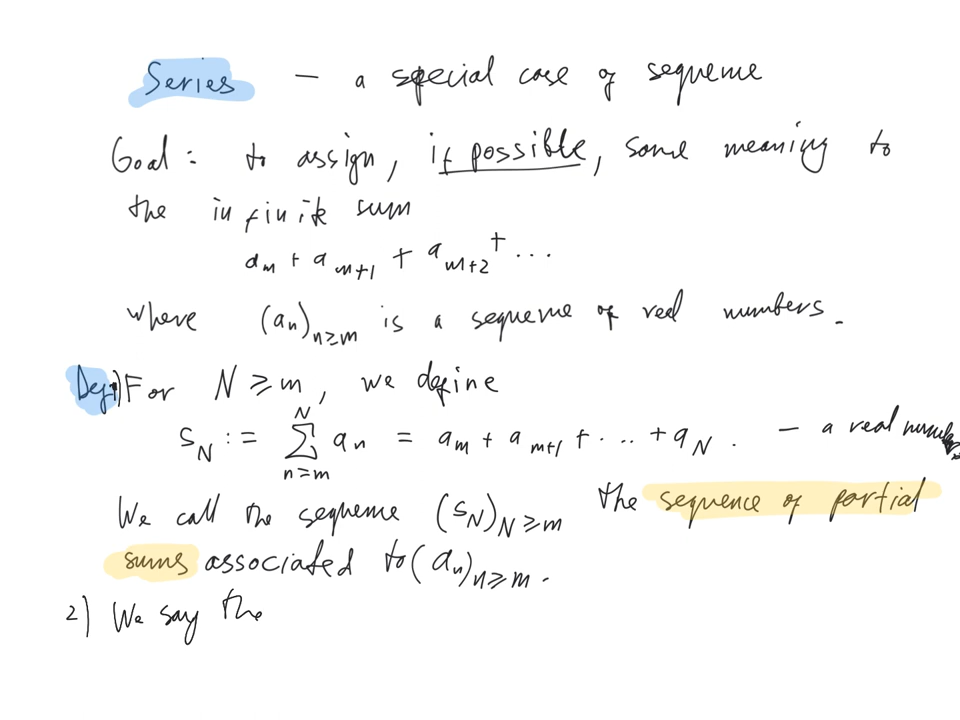 Series — a special case of sequence
Goal: to assign, if possible, some meaning to
the infinite sum
a_m + a_{m+1} + a_{m+2} + ...
where (a_n)_{n≥m} is a sequence of real numbers.
Def 1) For N ≥ m, we define
s_N := ∑_{n=m}^{N} a_n = a_m + a_{m+1} + ... + a_N. — a real number
We call the sequence (s_N)_{N≥m} the sequence of partial
sums associated to (a_n)_{n≥m}.
2) We say the